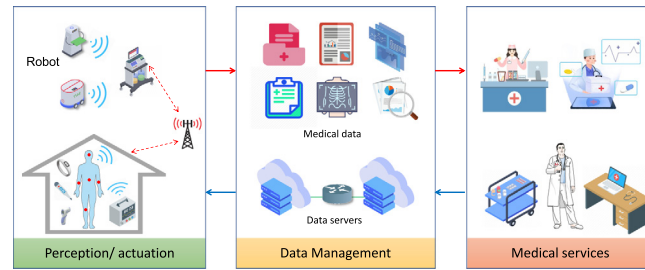 Robot
Medical data
Data servers
Perception/ actuation
Data Management
Medical services